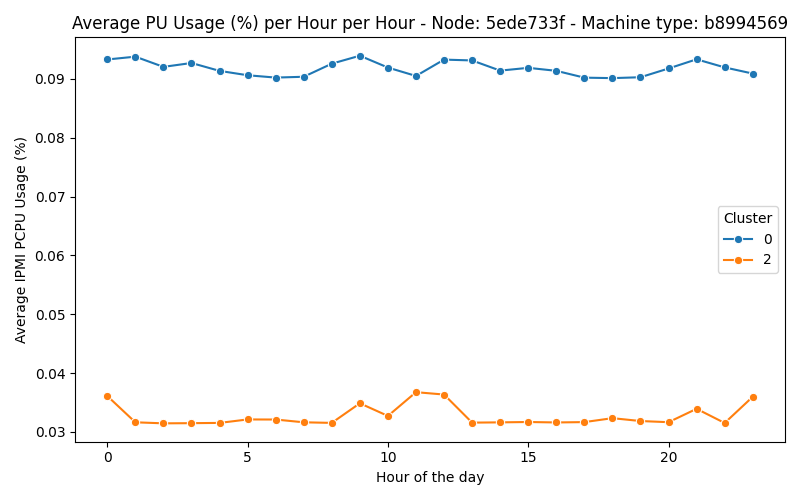 Average PU Usage (%) per Hour per Hour - Node: 5ede733f - Machine type: b8994569
Average IPMI PCPU Usage (%)
0.09
0.08
0.07
0.06
0.05
0.04
0.03
Cluster
0
2
0 5 10 15 20
Hour of the day